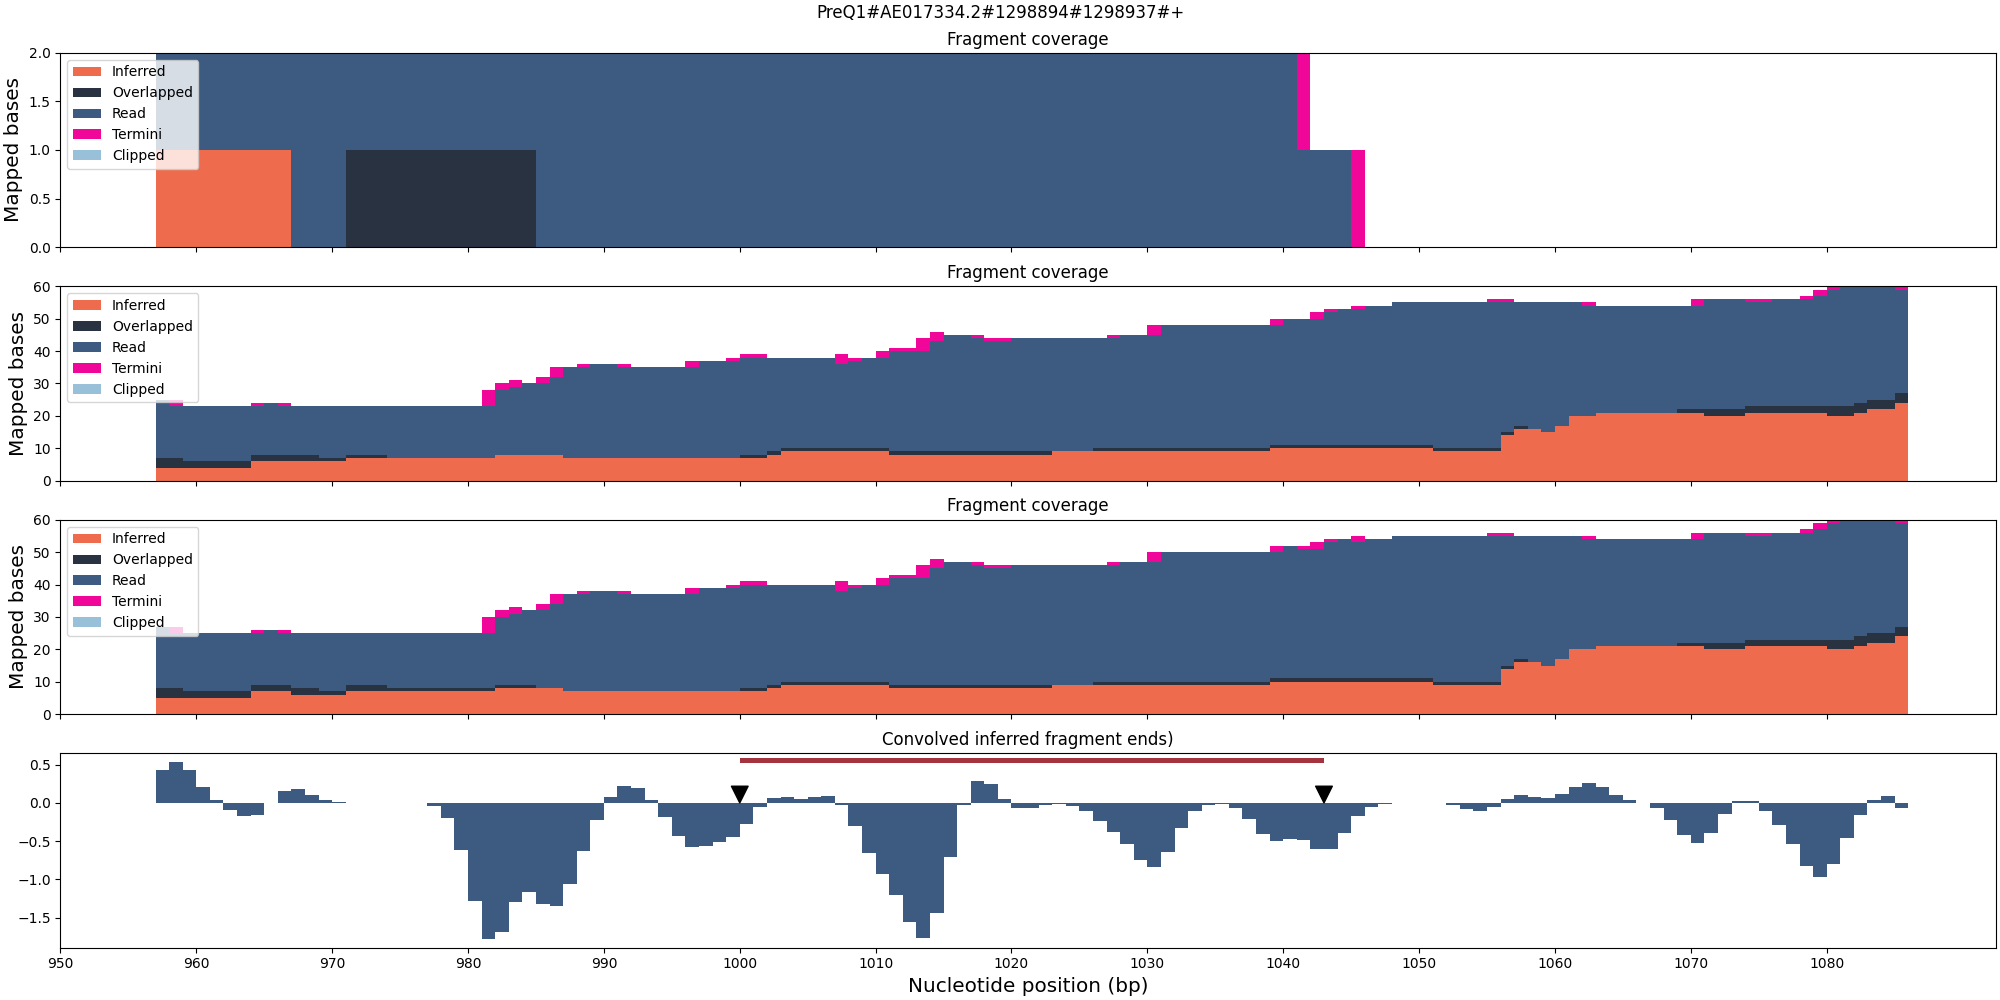 PreQ1#AE017334.2#1298894#1298937#+
Fragment coverage
Mapped bases
2.0
1.5
1.0
0.5
0.0
Inferred
Overlapped
Read
Termini
Clipped
Fragment coverage
Mapped bases
60
50
40
30
20
10
0
Inferred
Overlapped
Read
Termini
Clipped
Fragment coverage
Mapped bases
60
50
40
30
20
10
0
Inferred
Overlapped
Read
Termini
Clipped
Convolved inferred fragment ends)
0.5
0.0
−0.5
−1.0
−1.5
950 960 970 980 990 1000 1010 1020 1030 1040 1050 1060 1070 1080
Nucleotide position (bp)